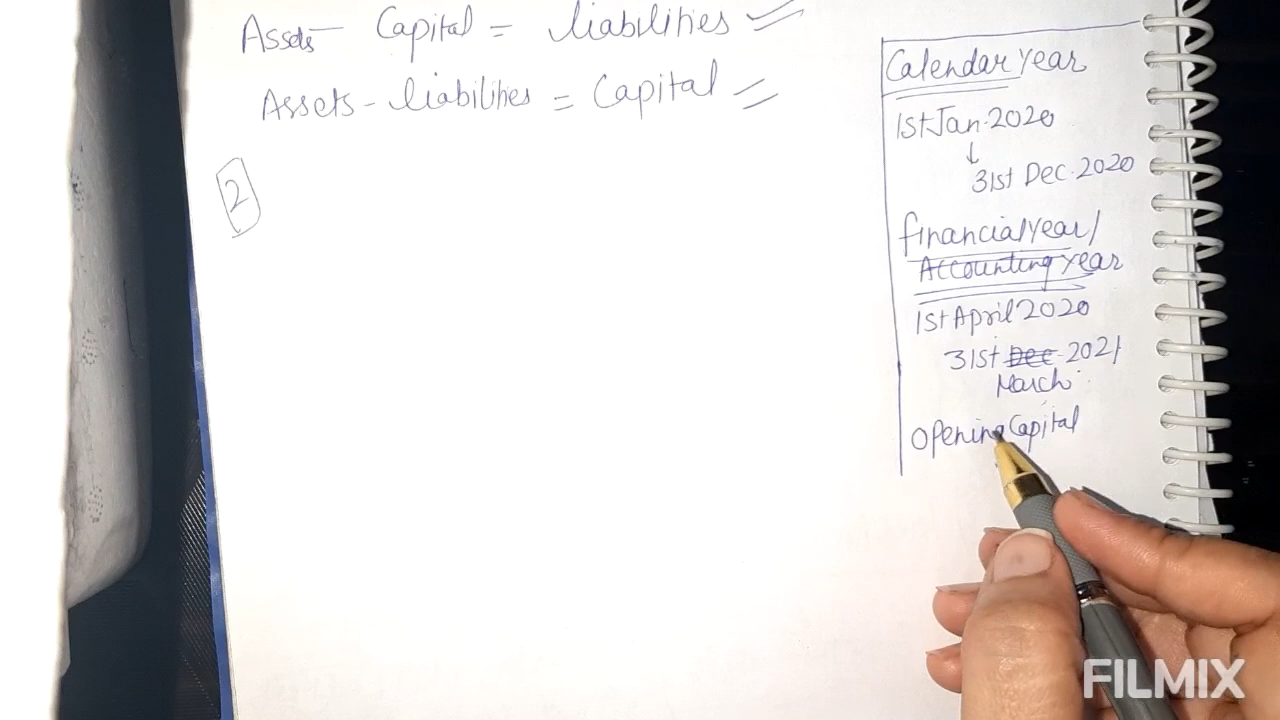 Assets - Capital = liabilities
Assets - liabilities = Capital
2
Calendar Year
1st Jan. 2020
↓
31st Dec. 2020
financial year/
Accounting year
1st April 2020
31st Dec. 2021
March
Opening Capital
FILMIX